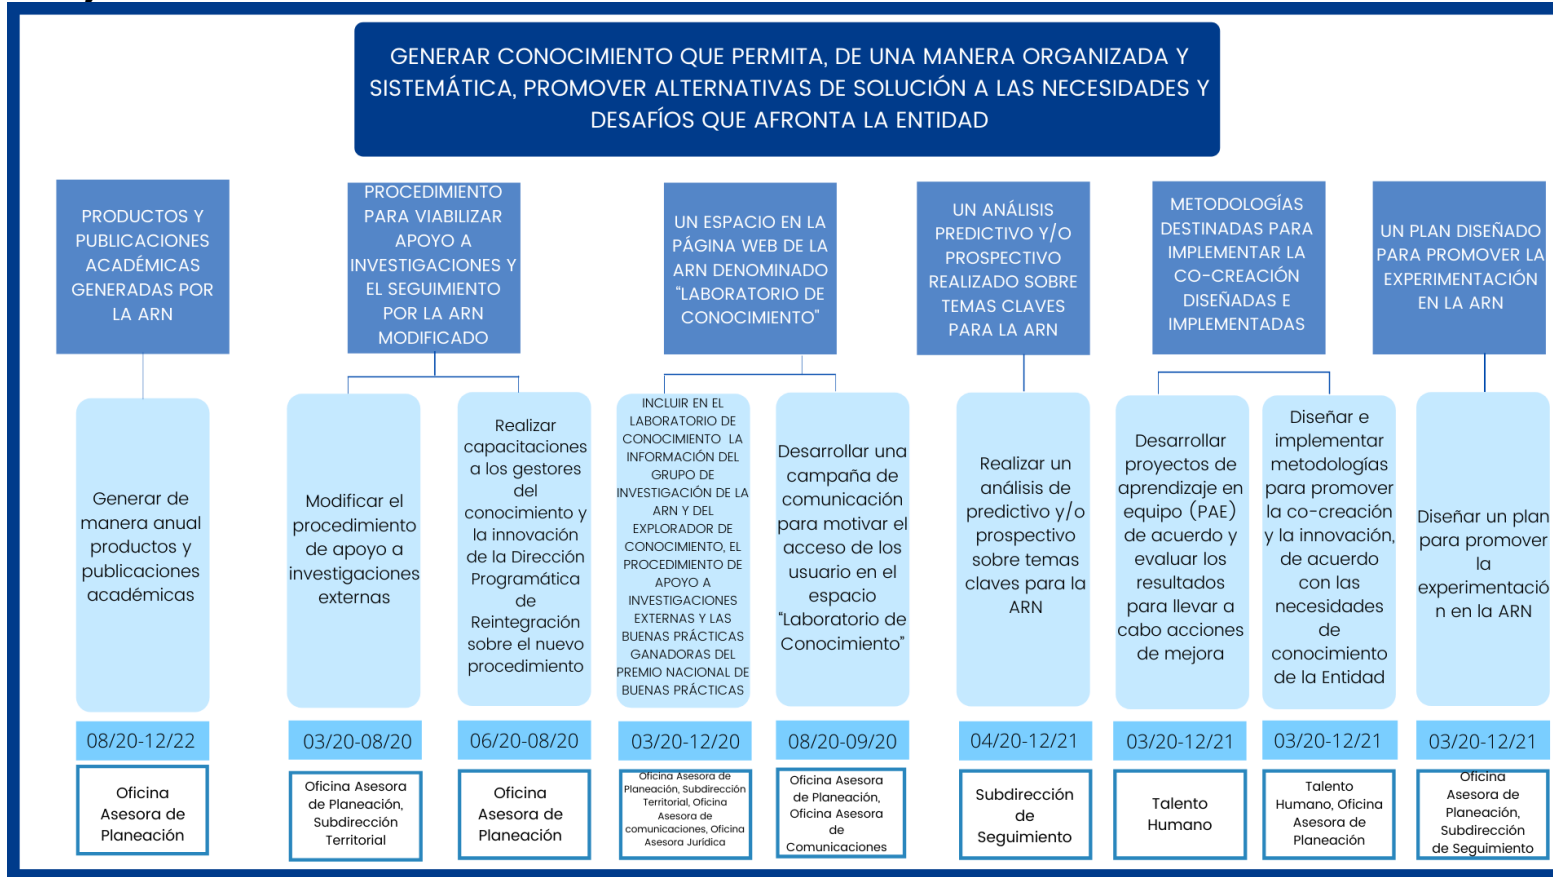 GENERAR CONOCIMIENTO QUE PERMITA, DE UNA MANERA ORGANIZADA Y
SISTEMÁTICA, PROMOVER ALTERNATIVAS DE SOLUCIÓN A LAS NECESIDADES Y
DESAFÍOS QUE AFRONTA LA ENTIDAD
PRODUCTOS Y
PUBLICACIONES
ACADÉMICAS
GENERADAS POR
LA ARN
PROCEDIMIENTO
PARA VIABILIZAR
APOYO A
INVESTIGACIONES Y
EL SEGUIMIENTO
POR LA ARN
MODIFICADO
UN ESPACIO EN LA
PÁGINA WEB DE LA
ARN DENOMINADO
“LABORATORIO DE
CONOCIMIENTO”
UN ANÁLISIS
PREDICTIVO Y/O
PROSPECTIVO
REALIZADO SOBRE
TEMAS CLAVES
PARA LA ARN
METODOLOGÍAS
DESTINADAS PARA
IMPLEMENTAR LA
CO-CREACIÓN
DISEÑADAS E
IMPLEMENTADAS
UN PLAN DISEÑADO
PARA PROMOVER LA
EXPERIMENTACIÓN
EN LA ARN
Generar de
manera anual
productos y
publicaciones
académicas
Modificar el
procedimiento
de apoyo a
investigaciones
externas
Realizar
capacitaciones
a los gestores
del
conocimiento y
la innovación
de la Dirección
Programática
de
Reintegración
sobre el nuevo
procedimiento
INCLUIR EN EL
LABORATORIO DE
CONOCIMIENTO LA
INFORMACIÓN DEL
GRUPO DE
INVESTIGACIÓN DE LA
ARN Y DEL
EXPLORADOR DE
CONOCIMIENTO, EL
PROCEDIMIENTO DE
APOYO A
INVESTIGACIONES
EXTERNAS Y LAS
BUENAS PRÁCTICAS
GANADORAS DEL
PREMIO NACIONAL DE
BUENAS PRÁCTICAS
Desarrollar una
campaña de
comunicación
para motivar el
acceso de los
usuario en el
espacio
“Laboratorio de
Conocimiento”
Realizar un
análisis de
predictivo y/o
prospectivo
sobre temas
claves para la
ARN
Desarrollar
proyectos de
aprendizaje en
equipo (PAE)
de acuerdo y
evaluar los
resultados
para llevar a
cabo acciones
de mejora
Diseñar e
implementar
metodologías
para promover
la co-creación
y la innovación,
de acuerdo
con las
necesidades
de
conocimiento
de la Entidad
Diseñar un plan
para promover
la
experimentació
n en la ARN
08/20-12/22
03/20-08/20
06/20-08/20
03/20-12/20
08/20-09/20
04/20-12/21
03/20-12/21
03/20-12/21
03/20-12/21
Oficina
Asesora de
Planeación
Oficina Asesora
de Planeación,
Subdirección
Territorial
Oficina
Asesora de
Planeación
Oficina Asesora de
Planeación, Subdirección
Territorial, Oficina
Asesora de
comunicaciones, Oficina
Asesora Jurídica
Oficina Asesora
de Planeación,
Oficina Asesora
de
Comunicaciones
Subdirección
de
Seguimiento
Talento
Humano
Talento
Humano, Oficina
Asesora de
Planeación
Oficina
Asesora de
Planeación,
Subdirección
de Seguimiento